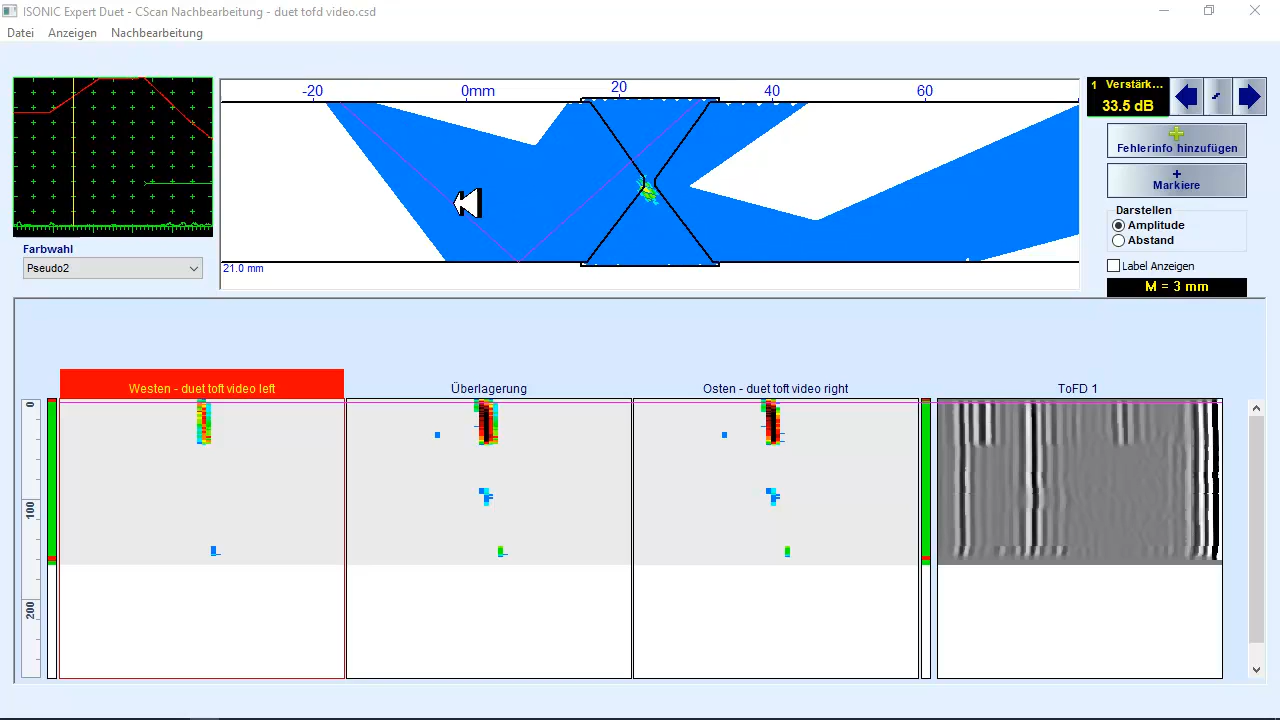 ISONIC Expert Duet - CScan Nachbearbeitung - duet tofd video.csd
Datei Anzeigen Nachbearbeitung
-20 0mm 20 40 60
21.0 mm
Farbwahl
Pseudo2
1 Verstärk...
33.5 dB
Fehlerinfo hinzufügen
Markiere
Darstellen
Amplitude
Abstand
Label Anzeigen
M = 3 mm
Westen - duet toft video left
Überlagerung
Osten - duet toft video right
ToFD 1
0
100
200